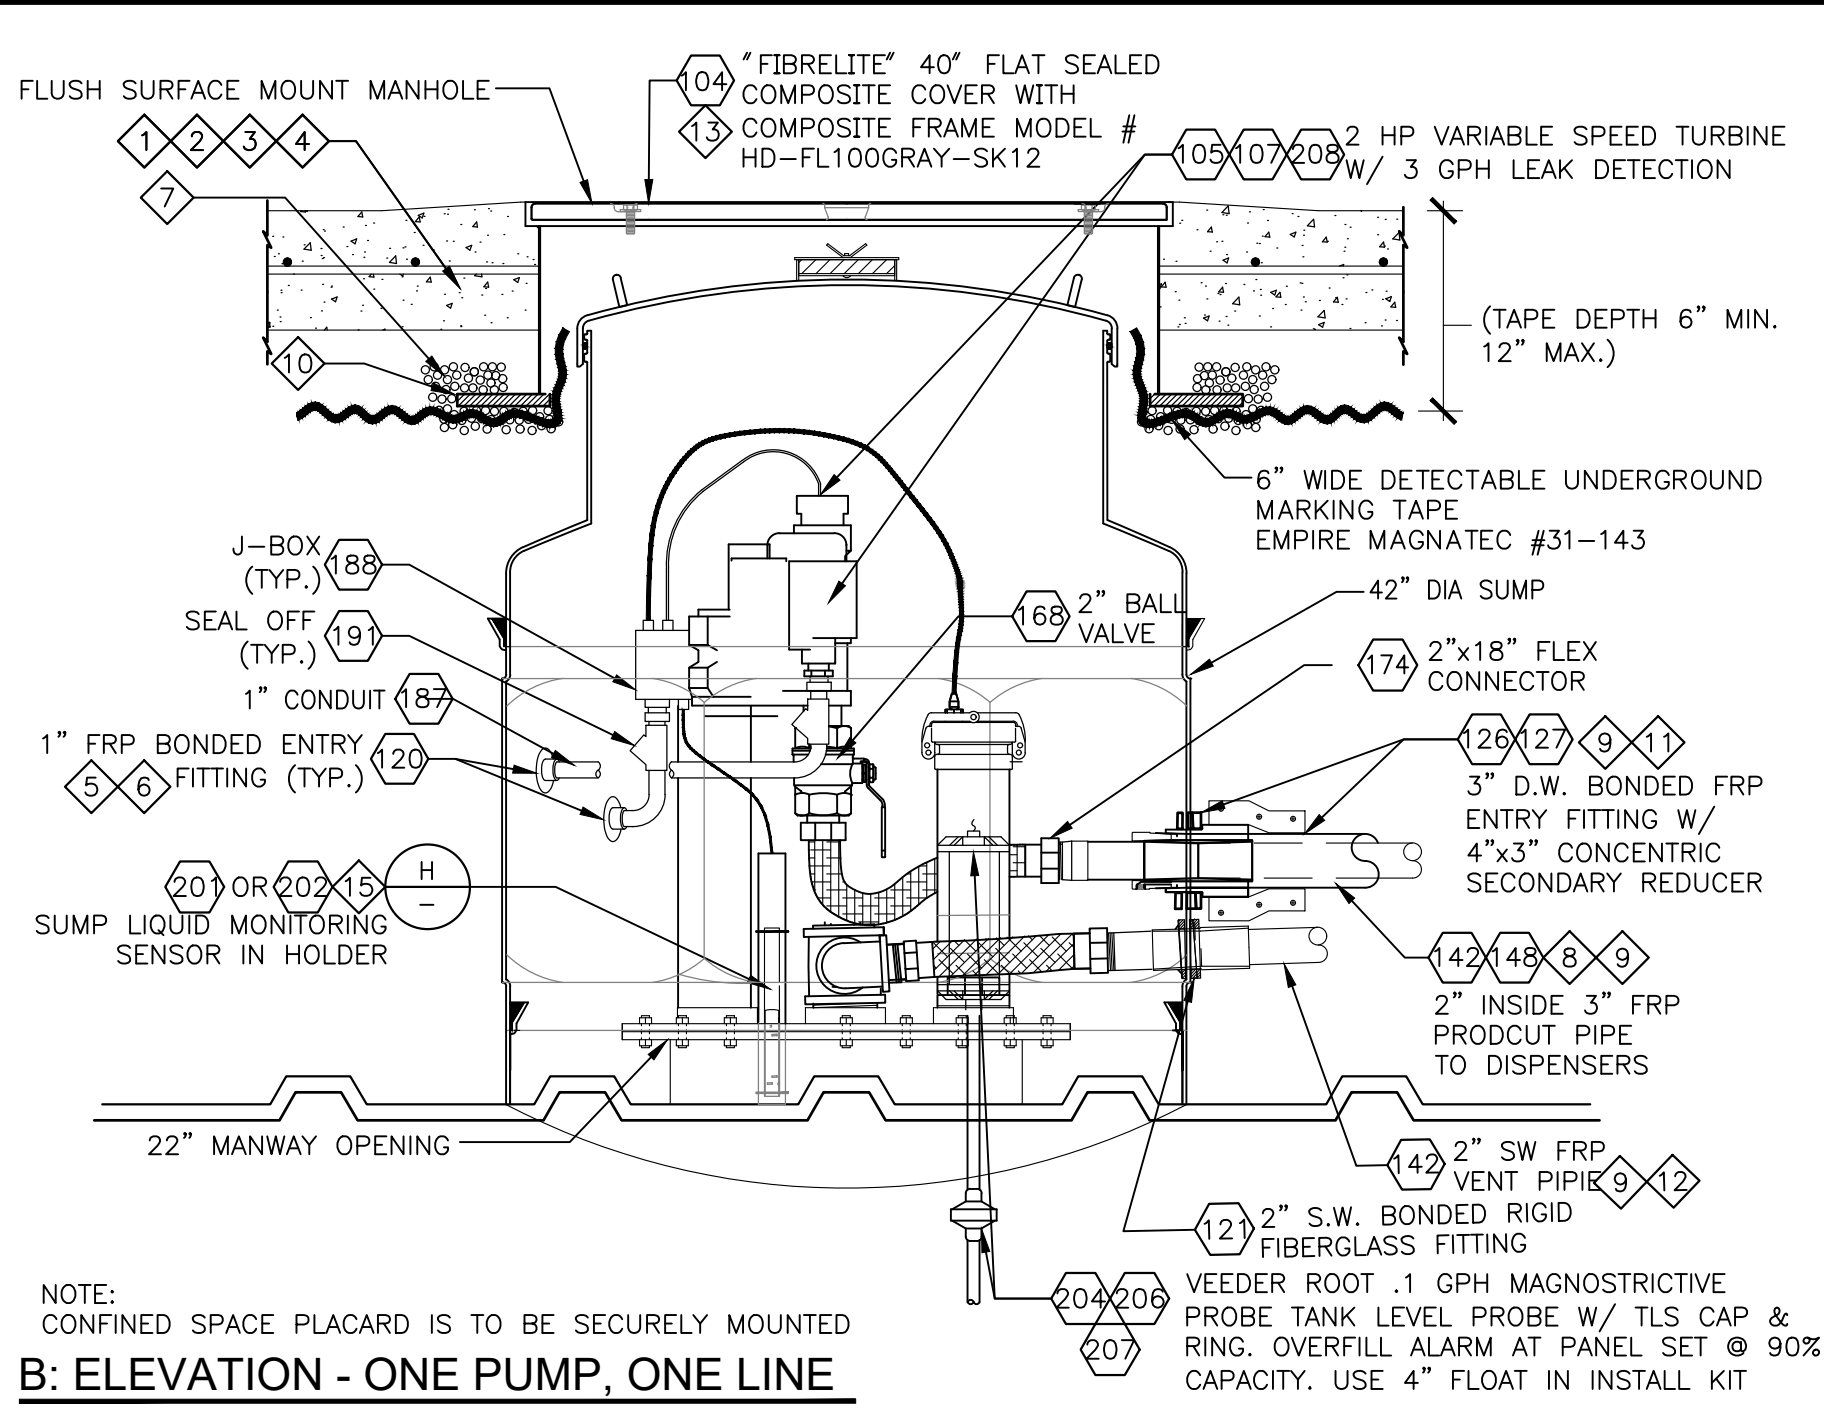 FLUSH SURFACE MOUNT MANHOLE
1 2 3 4
7
10
104
13
"FIBRELITE" 40" FLAT SEALED
COMPOSITE COVER WITH
COMPOSITE FRAME MODEL #
HD-FL100GRAY-SK12
105 107 208
2 HP VARIABLE SPEED TURBINE
W/ 3 GPH LEAK DETECTION
(TAPE DEPTH 6" MIN.
12" MAX.)
6" WIDE DETECTABLE UNDERGROUND
MARKING TAPE
EMPIRE MAGNATEC #31-143
J-BOX
(TYP.)
188
SEAL OFF
(TYP.)
191
1" CONDUIT 187
1" FRP BONDED ENTRY
FITTING (TYP.)
120
5 6
201 OR 202 15
H
-
SUMP LIQUID MONITORING
SENSOR IN HOLDER
168
2" BALL
VALVE
42" DIA SUMP
174
2"x18" FLEX
CONNECTOR
126 127 9 11
3" D.W. BONDED FRP
ENTRY FITTING W/
4"x3" CONCENTRIC
SECONDARY REDUCER
142 148 8 9
2" INSIDE 3" FRP
PRODCUT PIPE
TO DISPENSERS
22" MANWAY OPENING
142
2" SW FRP
VENT PIPIE
9 12
121
2" S.W. BONDED RIGID
FIBERGLASS FITTING
204 206
207
VEEDER ROOT .1 GPH MAGNOSTRICTIVE
PROBE TANK LEVEL PROBE W/ TLS CAP &
RING. OVERFILL ALARM AT PANEL SET @ 90%
CAPACITY. USE 4" FLOAT IN INSTALL KIT
NOTE:
CONFINED SPACE PLACARD IS TO BE SECURELY MOUNTED
B: ELEVATION - ONE PUMP, ONE LINE